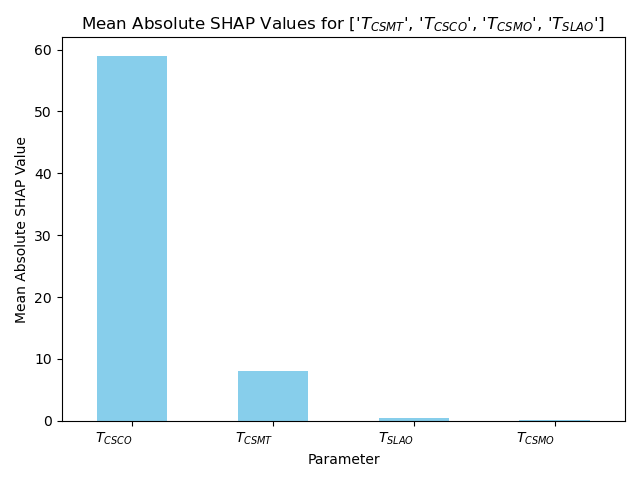 Mean Absolute SHAP Values for ['T_CSMT', 'T_CSCO', 'T_CSMO', 'T_SLAO']
60
50
40
30
20
10
0
Mean Absolute SHAP Value
T_CSCO T_CSMT T_SLAO T_CSMO
Parameter